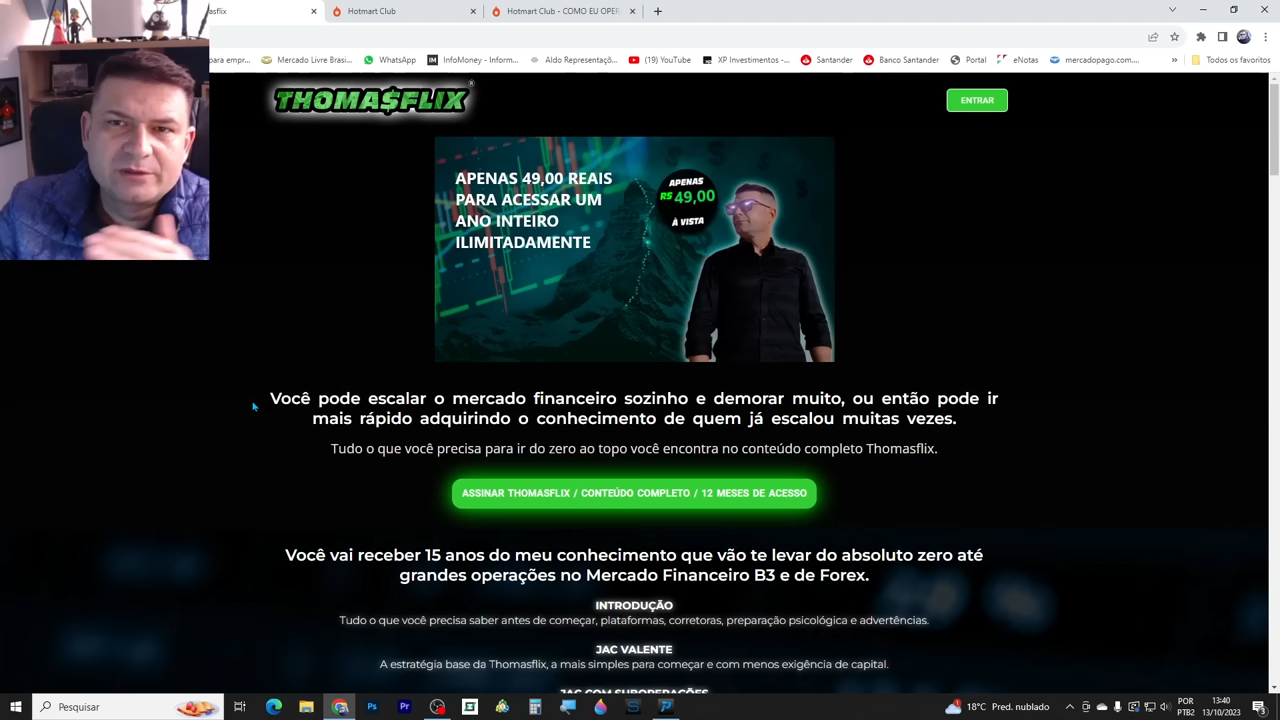 asflix
Hotmart Club
Hotmart Club - COMO EU OPER
para empr...
Mercado Livre Brasi...
WhatsApp
InfoMoney - Inform...
Aldo Representaçõ...
(19) YouTube
XP Investimentos -...
Santander
Banco Santander
Portal
eNotas
mercadopago.com....
Todos os favoritos
THOMA$FLIX®
ENTRAR
APENAS 49,00 REAIS
PARA ACESSAR UM
ANO INTEIRO
ILIMITADAMENTE
APENAS
R$ 49,00
À VISTA
Você pode escalar o mercado financeiro sozinho e demorar muito, ou então pode ir
mais rápido adquirindo o conhecimento de quem já escalou muitas vezes.
Tudo o que você precisa para ir do zero ao topo você encontra no conteúdo completo Thomasflix.
ASSINAR THOMASFLIX / CONTEÚDO COMPLETO / 12 MESES DE ACESSO
Você vai receber 15 anos do meu conhecimento que vão te levar do absoluto zero até
grandes operações no Mercado Financeiro B3 e de Forex.
INTRODUÇÃO
Tudo o que você precisa saber antes de começar, plataformas, corretoras, preparação psicológica e advertências.
JAC VALENTE
A estratégia base da Thomasflix, a mais simples para começar e com menos exigência de capital.
JAC COM SUBOPERAÇÕES
Pesquisar
18°C Pred. nublado
POR
PTB2
13:40
13/10/2023
3